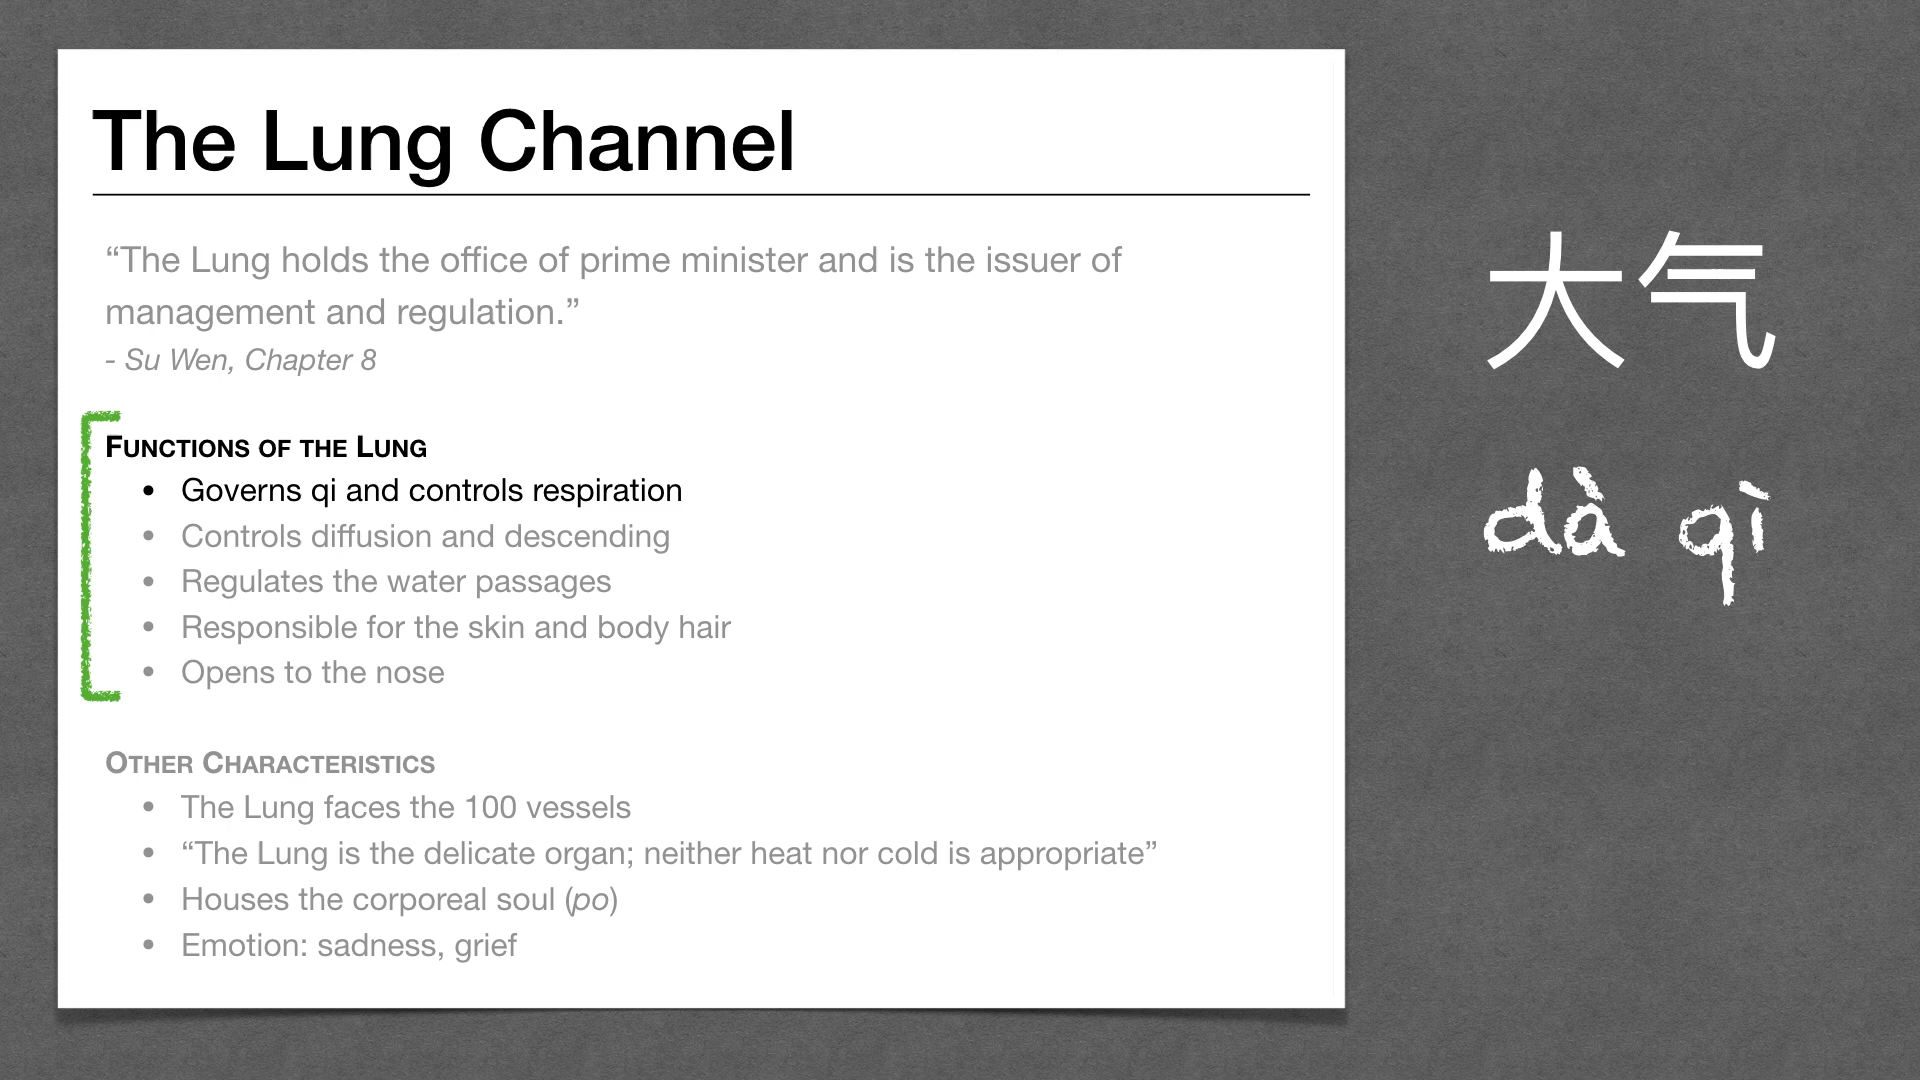 The Lung Channel
“The Lung holds the office of prime minister and is the issuer of
management and regulation.”
- Su Wen, Chapter 8
FUNCTIONS OF THE LUNG
• Governs qi and controls respiration
• Controls diffusion and descending
• Regulates the water passages
• Responsible for the skin and body hair
• Opens to the nose
OTHER CHARACTERISTICS
• The Lung faces the 100 vessels
• “The Lung is the delicate organ; neither heat nor cold is appropriate”
• Houses the corporeal soul (po)
• Emotion: sadness, grief
大气
dà qì